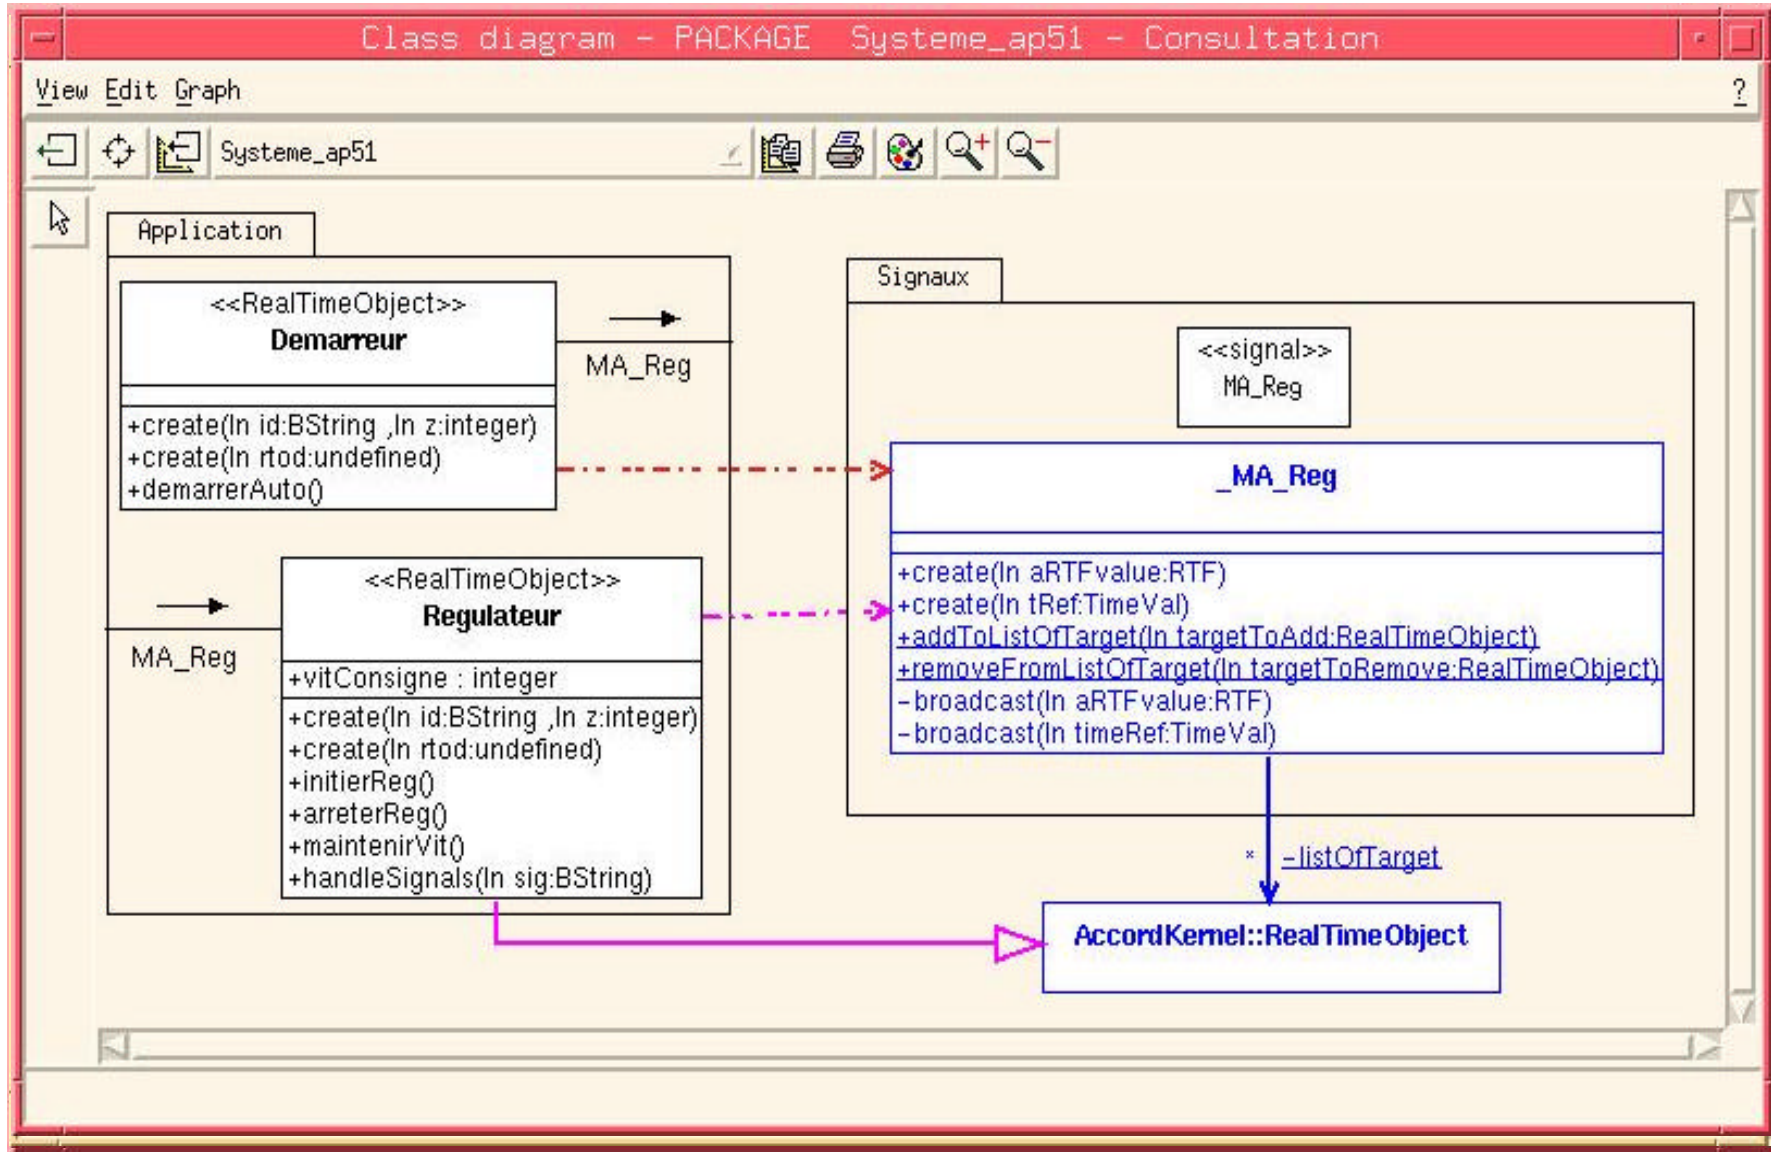 Class diagram - PACKAGE Systeme_ap51 - Consultation
View Edit Graph ?
Systeme_ap51
Application
<<RealTimeObject>>
Demarreur
+create(In id:BString ,In z:integer)
+create(In rtod:undefined)
+demarrerAuto()
MA_Reg
MA_Reg
<<RealTimeObject>>
Regulateur
+vitConsigne : integer
+create(In id:BString ,In z:integer)
+create(In rtod:undefined)
+initierReg()
+arreterReg()
+maintenirVit()
+handleSignals(In sig:BString)
Signaux
<<signal>>
MA_Reg
_MA_Reg
+create(In aRTFvalue:RTF)
+create(In tRef:TimeVal)
+addToListOfTarget(In targetToAdd:RealTimeObject)
+removeFromListOfTarget(In targetToRemove:RealTimeObject)
-broadcast(In aRTFvalue:RTF)
-broadcast(In timeRef:TimeVal)
* -listOfTarget
AccordKernel::RealTimeObject